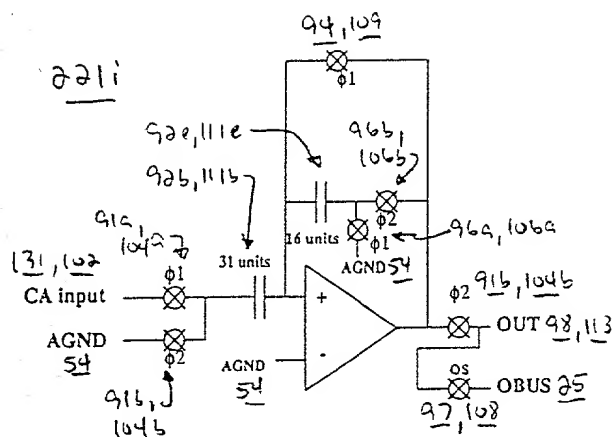 94, 109
φ1
221i
92e, 111e
96b,
106b
92b, 111b
φ2
16 units
φ1
96a, 106a
AGND 54
91a,
104a
φ1
31 units
131, 102
CA input
+
φ2
91b, 104b
AGND
54
φ2
AGND
54
-
OUT 98, 113
os
OBUS 25
97, 108
91b,
104b